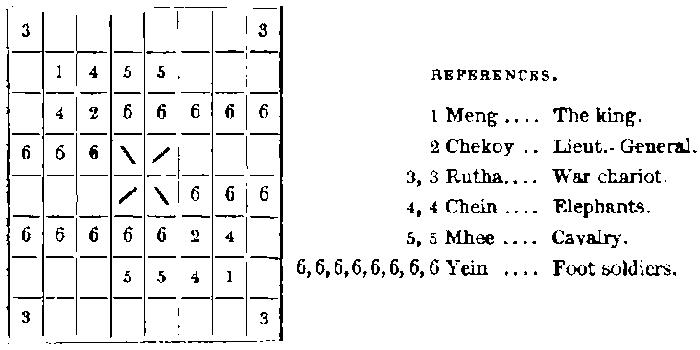 3 3
1 4 5 5
4 2 6 6 6 6 6
6 6 6
6 6 6
6 6 6 6 6 2 4
5 5 4 1
3 3
REFERENCES.
1 Meng .... The king.
2 Chekoy .. Lieut.-General.
3, 3 Rutha.... War chariot.
4, 4 Chein .... Elephants.
5, 5 Mhee .... Cavalry.
6,6,6,6,6,6,6,6 Yein .... Foot soldiers.